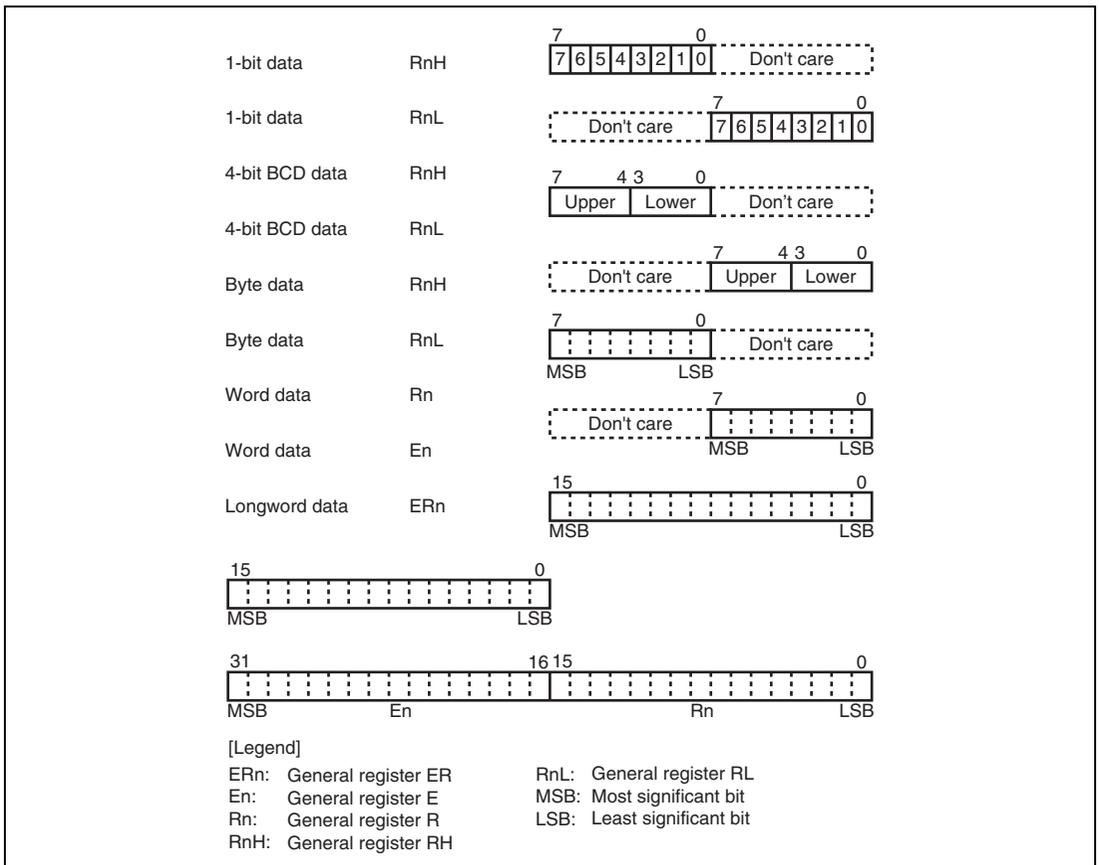 7 0
1-bit data RnH 7 6 5 4 3 2 1 0 Don't care
7 0
1-bit data RnL Don't care 7 6 5 4 3 2 1 0
4-bit BCD data RnH 7 4 3 0
Upper Lower Don't care
4-bit BCD data RnL
7 4 3 0
Byte data RnH Don't care Upper Lower
7 0
Byte data RnL Don't care
MSB LSB
Word data Rn 7 0
Don't care
Word data En MSB LSB
15 0
Longword data ERn
MSB LSB
15 0
MSB LSB
31 16 15 0
MSB En Rn LSB
[Legend]
ERn: General register ER RnL: General register RL
En: General register E MSB: Most significant bit
Rn: General register R LSB: Least significant bit
RnH: General register RH